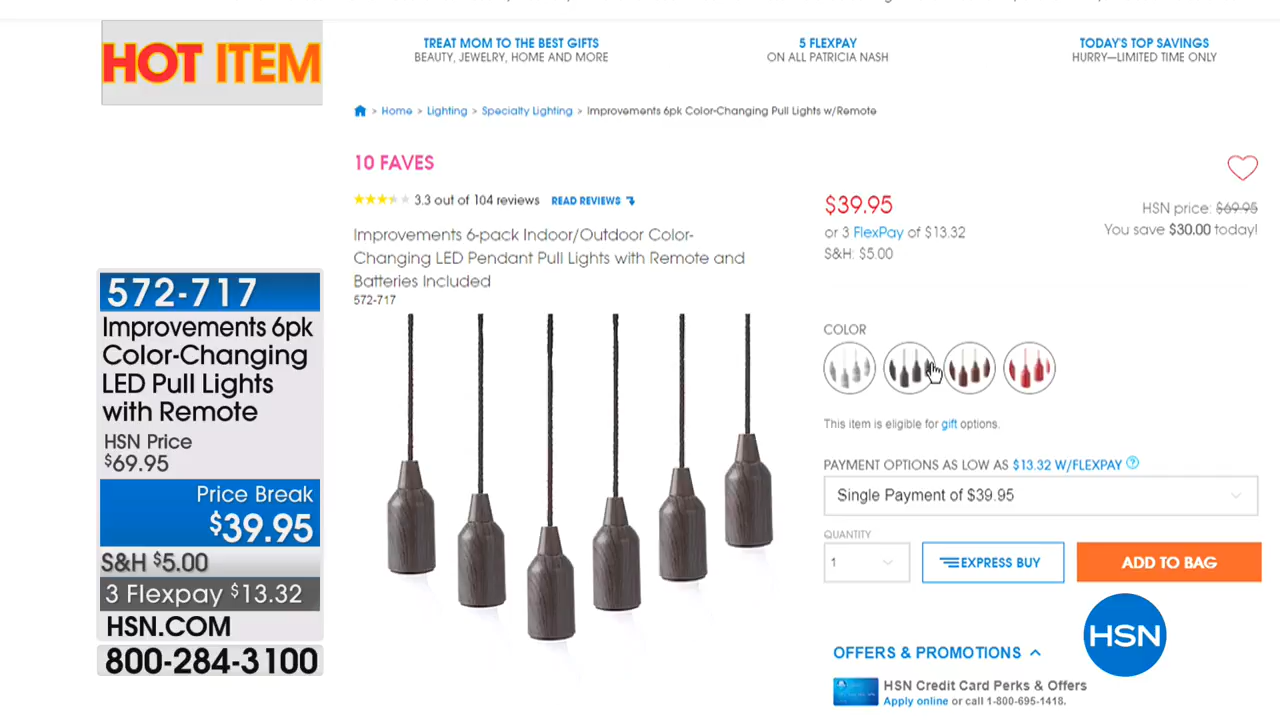 HOT ITEM
TREAT MOM TO THE BEST GIFTS
BEAUTY, JEWELRY, HOME AND MORE
5 FLEXPAY
ON ALL PATRICIA NASH
TODAY'S TOP SAVINGS
HURRY—LIMITED TIME ONLY
> Home > Lighting > Specialty Lighting > Improvements 6pk Color-Changing Pull Lights w/Remote
10 FAVES
3.3 out of 104 reviews READ REVIEWS
Improvements 6-pack Indoor/Outdoor Color-
Changing LED Pendant Pull Lights with Remote and
Batteries Included
572-717
$39.95
or 3 FlexPay of $13.32
S&H: $5.00
HSN price: $69.95
You save $30.00 today!
COLOR
This item is eligible for gift options.
PAYMENT OPTIONS AS LOW AS $13.32 W/FLEXPAY ?
Single Payment of $39.95
QUANTITY
1
EXPRESS BUY
ADD TO BAG
OFFERS & PROMOTIONS
HSN Credit Card Perks & Offers
Apply online or call 1-800-695-1418.
HSN
572-717
Improvements 6pk
Color-Changing
LED Pull Lights
with Remote
HSN Price
$69.95
Price Break
$39.95
S&H $5.00
3 Flexpay $13.32
HSN.COM
800-284-3100